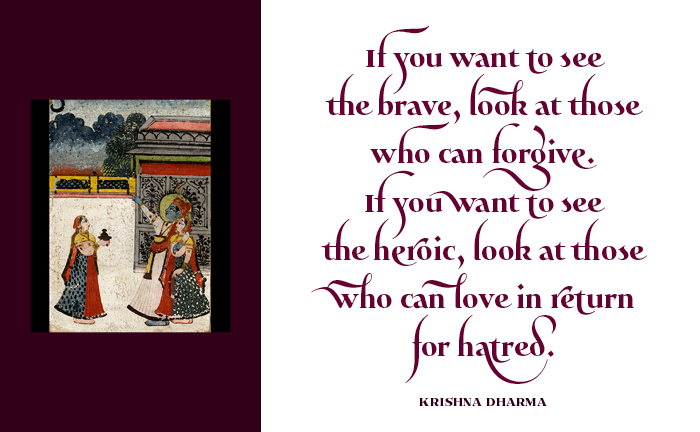 If you want to see
the brave, look at those
who can forgive.
If you want to see
the heroic, look at those
who can love in return
for hatred.
KRISHNA DHARMA